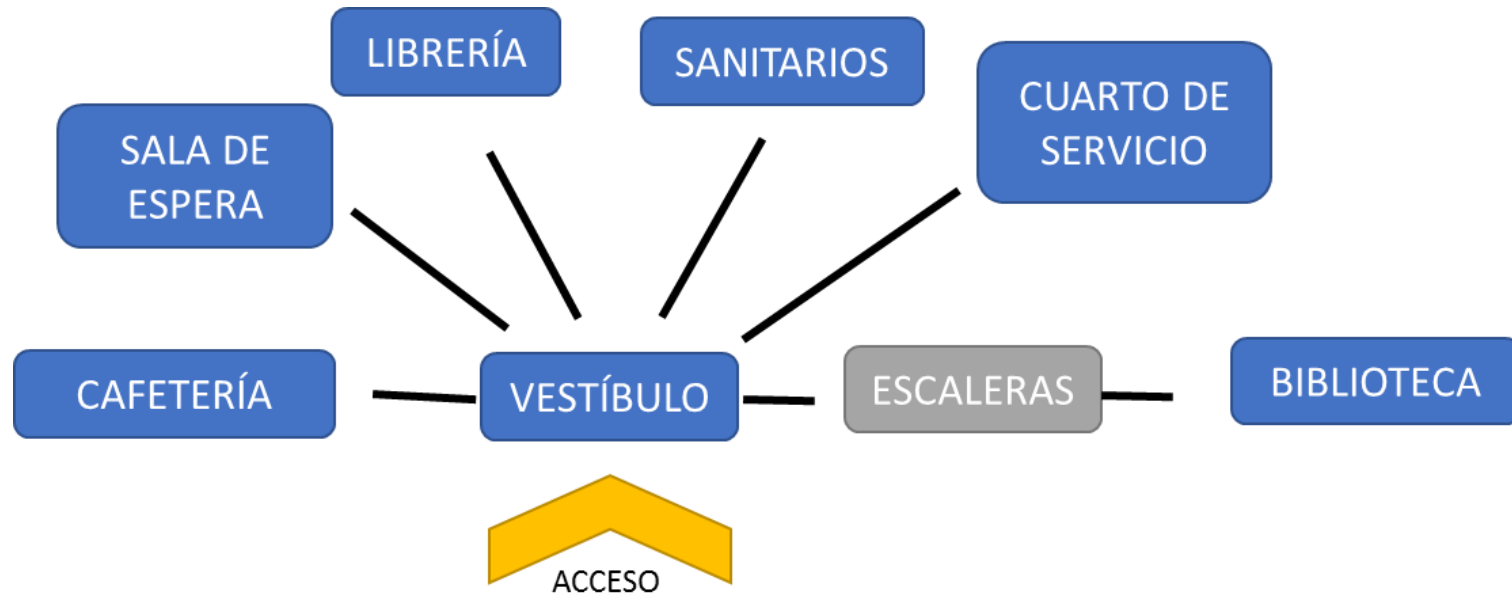 LIBRERÍA
SANITARIOS
CUARTO DE
SERVICIO
SALA DE
ESPERA
CAFETERÍA
VESTÍBULO
ESCALERAS
BIBLIOTECA
ACCESO